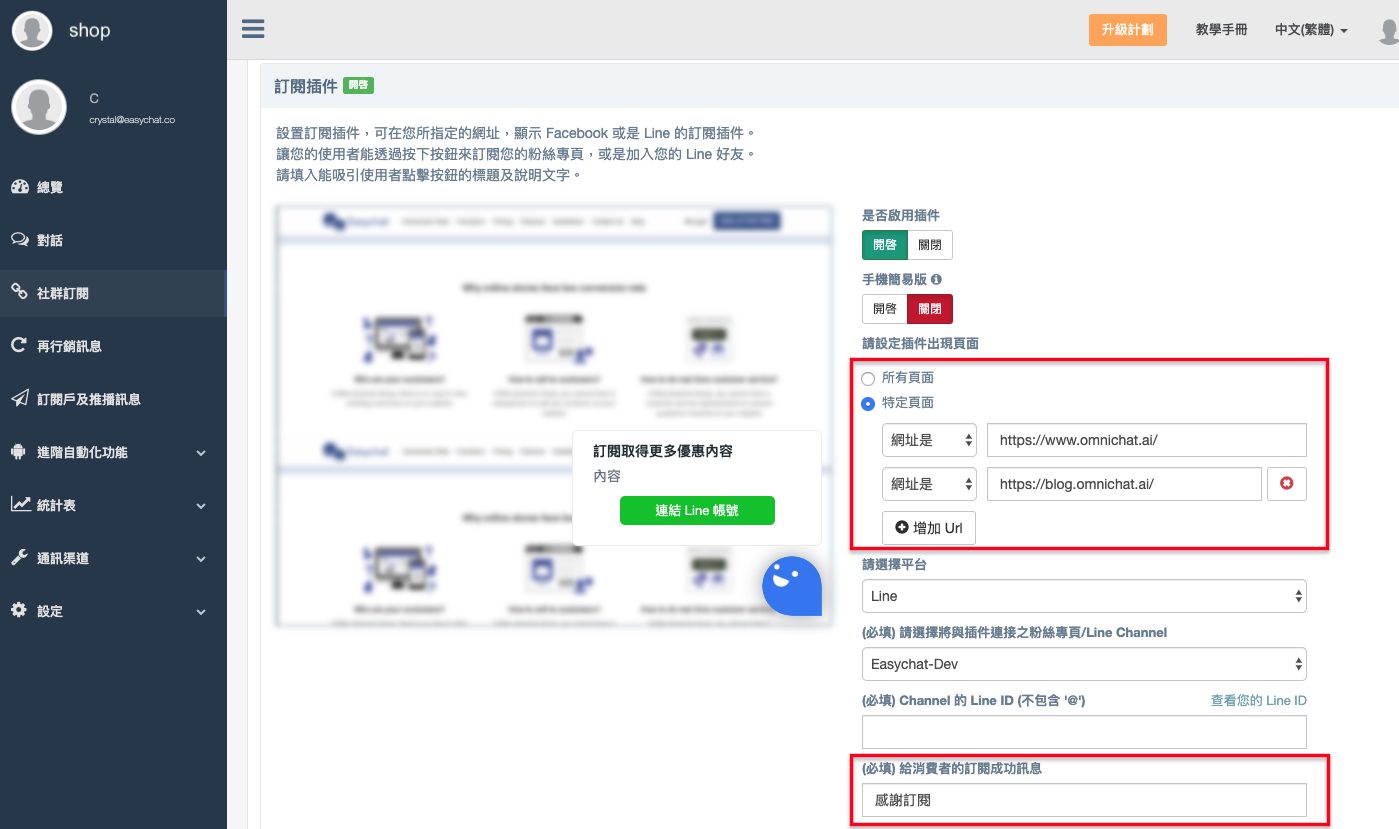 shop
升級計劃
教學手冊
中文(繁體)
C
crystal@easychat.co
總覽
對話
社群訂閱
再行銷訊息
訂閱戶及推播訊息
進階自動化功能
統計表
通訊渠道
設定
訂閱插件 開啓
設置訂閱插件，可在您所指定的網址，顯示 Facebook 或是 Line 的訂閱插件。
讓您的使用者能透過按下按鈕來訂閱您的粉絲專頁，或是加入您的 Line 好友。
請填入能吸引使用者點擊按鈕的標題及說明文字。
Easychat
Why online stores have low conversion rate
訂閱取得更多優惠內容
內容
連結 Line 帳號
是否啟用插件
開啓 關閉
手機簡易版
開啓 關閉
請設定插件出現頁面
所有頁面
特定頁面
網址是 https://www.omnichat.ai/
網址是 https://blog.omnichat.ai/
增加 Url
請選擇平台
Line
(必填) 請選擇將與插件連接之粉絲專頁/Line Channel
Easychat-Dev
(必填) Channel 的 Line ID (不包含 '@') 查看您的 Line ID
(必填) 給消費者的訂閱成功訊息
感謝訂閱